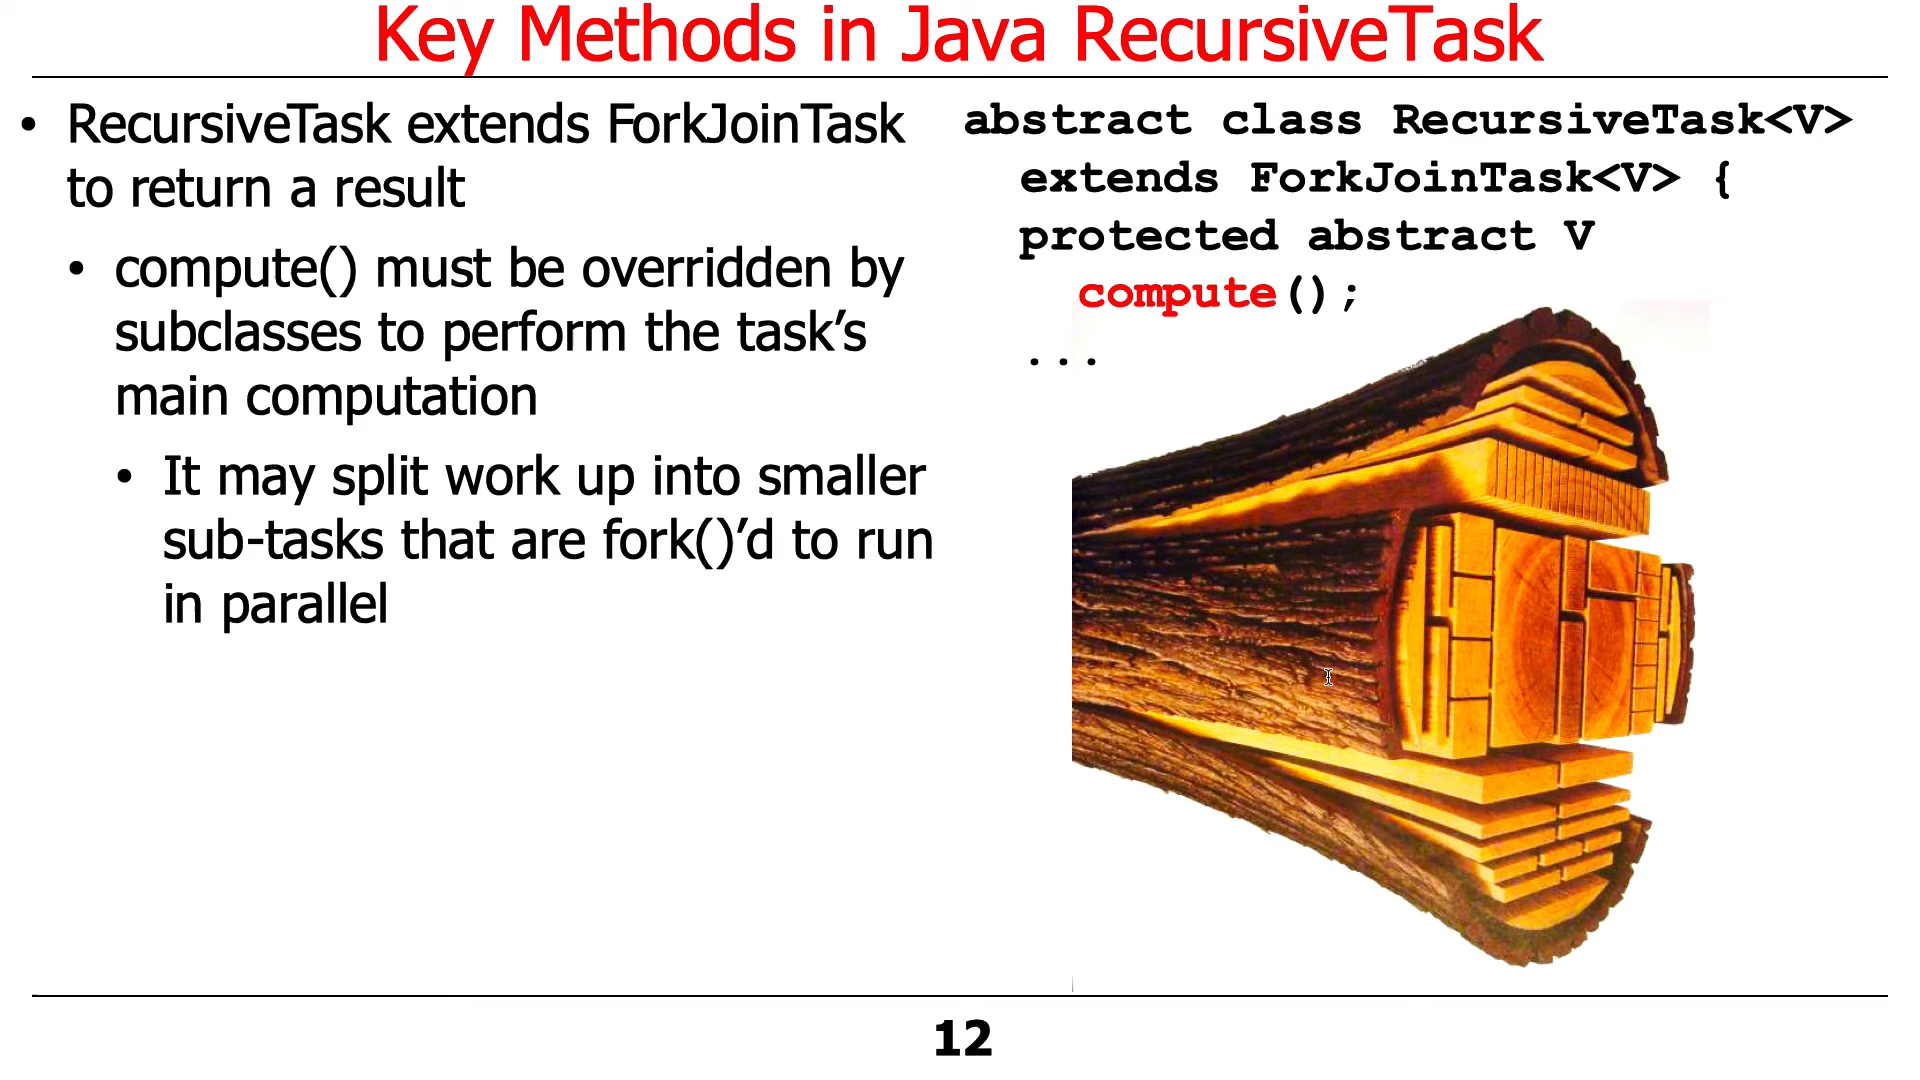 Key Methods in Java RecursiveTask
• RecursiveTask extends ForkJoinTask
to return a result
• compute() must be overridden by
subclasses to perform the task’s
main computation
• It may split work up into smaller
sub-tasks that are fork()’d to run
in parallel
abstract class RecursiveTask<V>
extends ForkJoinTask<V> {
protected abstract V
compute();
...
12